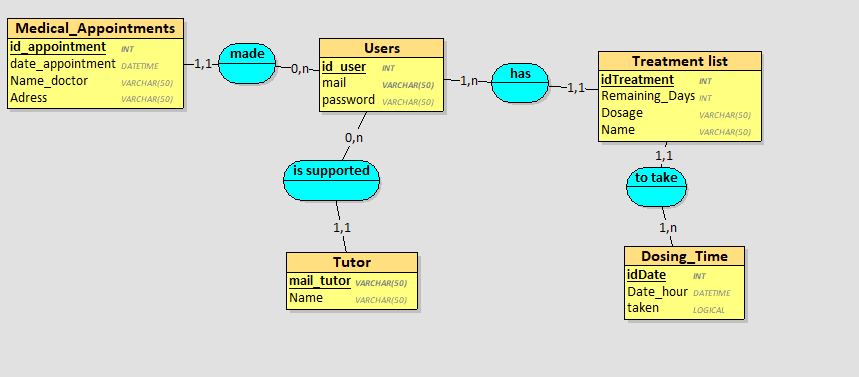 Medical_Appointments
id_appointment INT
date_appointment DATETIME
Name_doctor VARCHAR(50)
Adress VARCHAR(50)
1,1
made
0,n
Users
id_user INT
mail VARCHAR(50)
password VARCHAR(50)
1,n
has
1,1
Treatment list
idTreatment INT
Remaining_Days INT
Dosage VARCHAR(50)
Name VARCHAR(50)
0,n
is supported
1,1
Tutor
mail_tutor VARCHAR(50)
Name VARCHAR(50)
1,1
to take
1,n
Dosing_Time
idDate INT
Date_hour DATETIME
taken LOGICAL